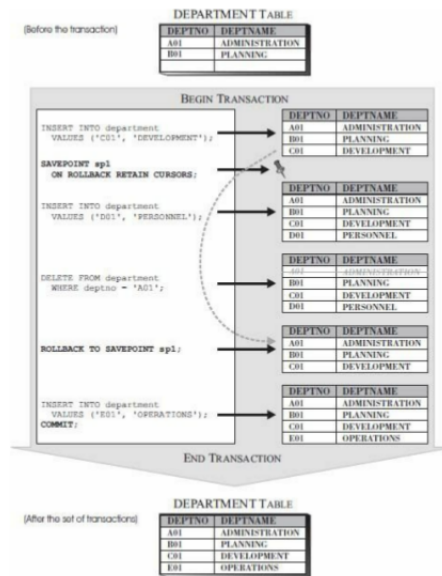 DEPARTMENT TABLE
(Before the transaction)
DEPTNO DEPTNAME
A01 ADMINISTRATION
B01 PLANNING
BEGIN TRANSACTION
INSERT INTO department
VALUES ('C01', 'DEVELOPMENT');
DEPTNO DEPTNAME
A01 ADMINISTRATION
B01 PLANNING
C01 DEVELOPMENT
SAVEPOINT sp1
ON ROLLBACK RETAIN CURSORS;
INSERT INTO department
VALUES ('D01', 'PERSONNEL');
DEPTNO DEPTNAME
A01 ADMINISTRATION
B01 PLANNING
C01 DEVELOPMENT
D01 PERSONNEL
DELETE FROM department
WHERE deptno = 'A01';
DEPTNO DEPTNAME
A01 ADMINISTRATION
B01 PLANNING
C01 DEVELOPMENT
D01 PERSONNEL
ROLLBACK TO SAVEPOINT sp1;
DEPTNO DEPTNAME
A01 ADMINISTRATION
B01 PLANNING
C01 DEVELOPMENT
INSERT INTO department
VALUES ('E01', 'OPERATIONS');
COMMIT;
DEPTNO DEPTNAME
A01 ADMINISTRATION
B01 PLANNING
C01 DEVELOPMENT
E01 OPERATIONS
END TRANSACTION
DEPARTMENT TABLE
(After the set of transactions)
DEPTNO DEPTNAME
A01 ADMINISTRATION
B01 PLANNING
C01 DEVELOPMENT
E01 OPERATIONS